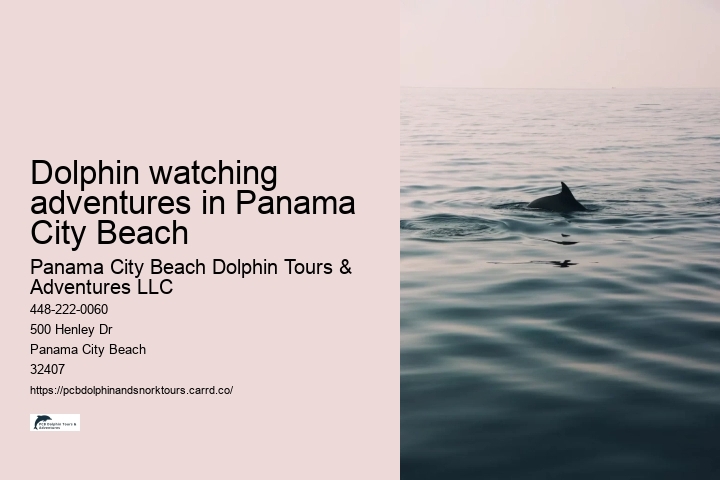 Dolphin watching
adventures in Panama
City Beach
Panama City Beach Dolphin Tours &
Adventures LLC
448-222-0060
500 Henley Dr
Panama City Beach
32407
https://pcbdolphinandsnorktours.carrd.co/
PCB Dolphin Tours &
Adventures